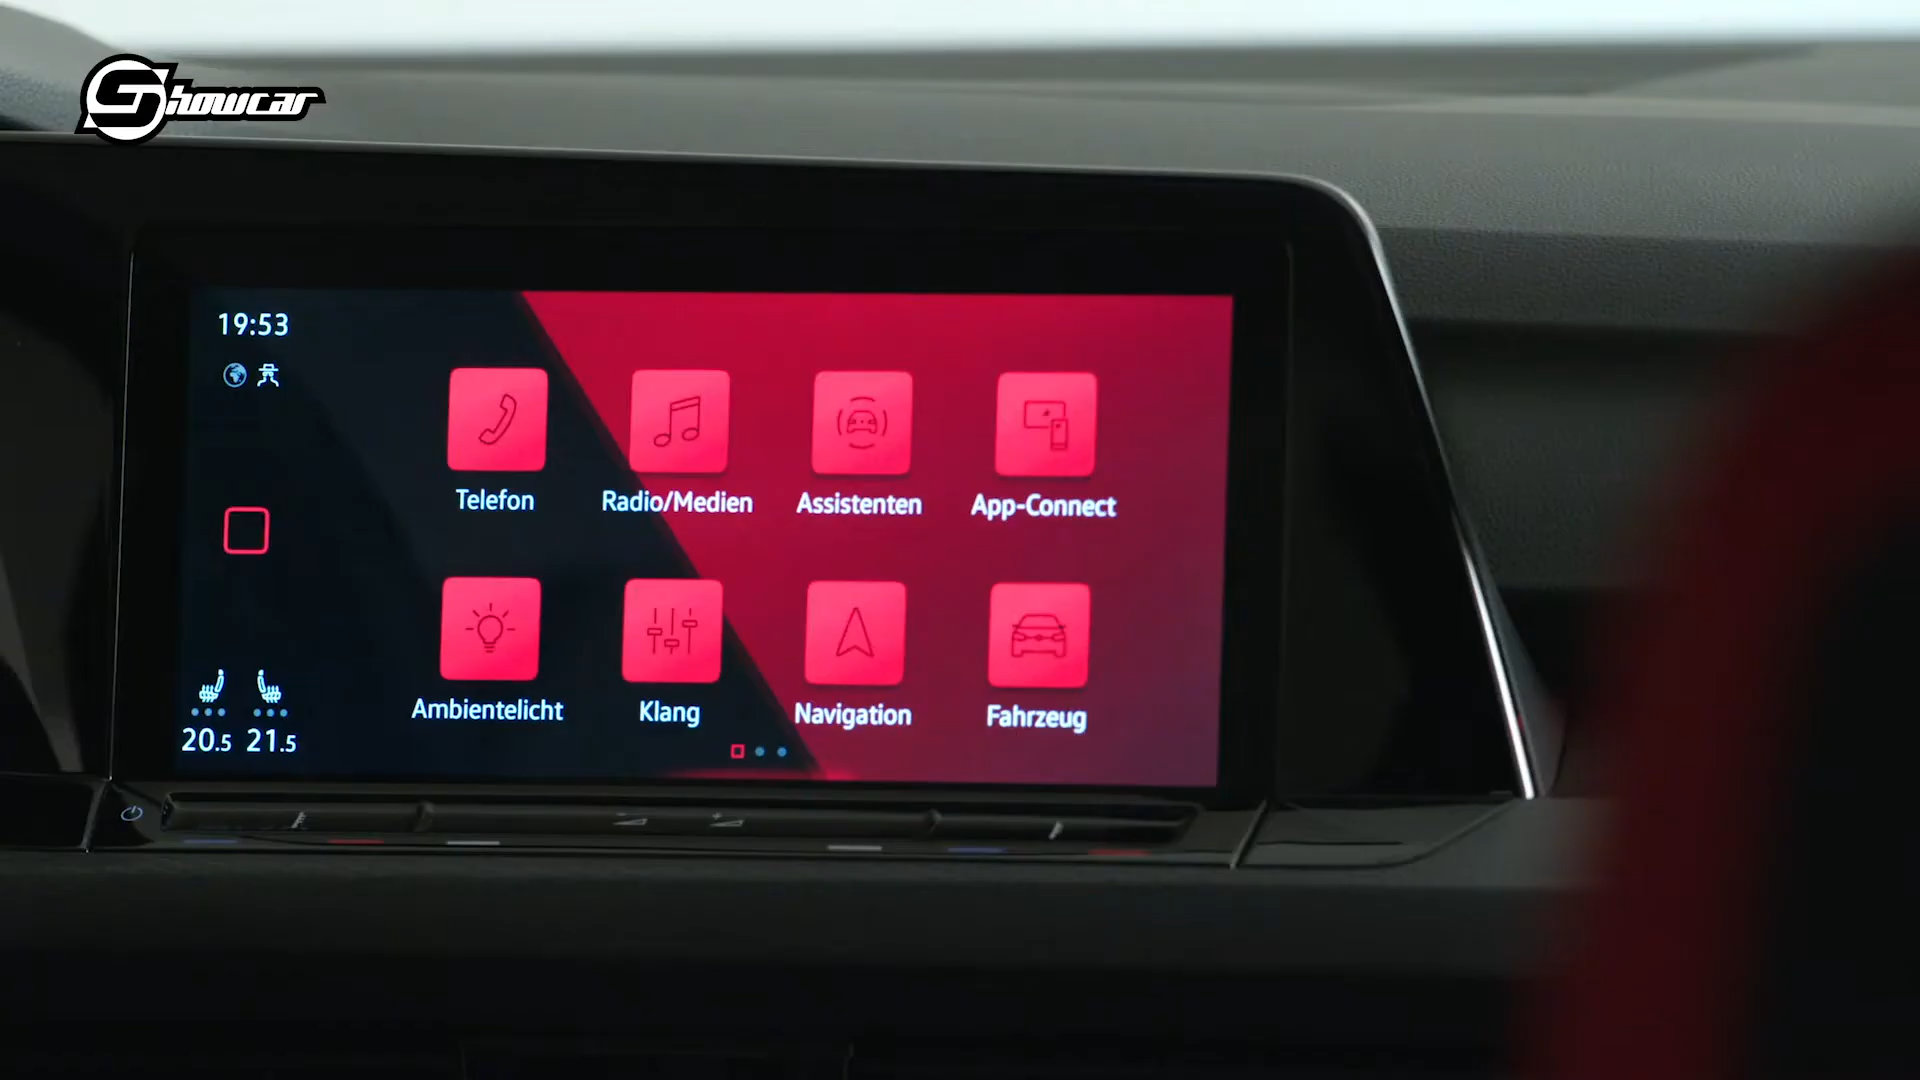 Showcar
19:53
Telefon
Radio/Medien
Assistenten
App-Connect
Ambientelicht
Klang
Navigation
Fahrzeug
20.5 21.5